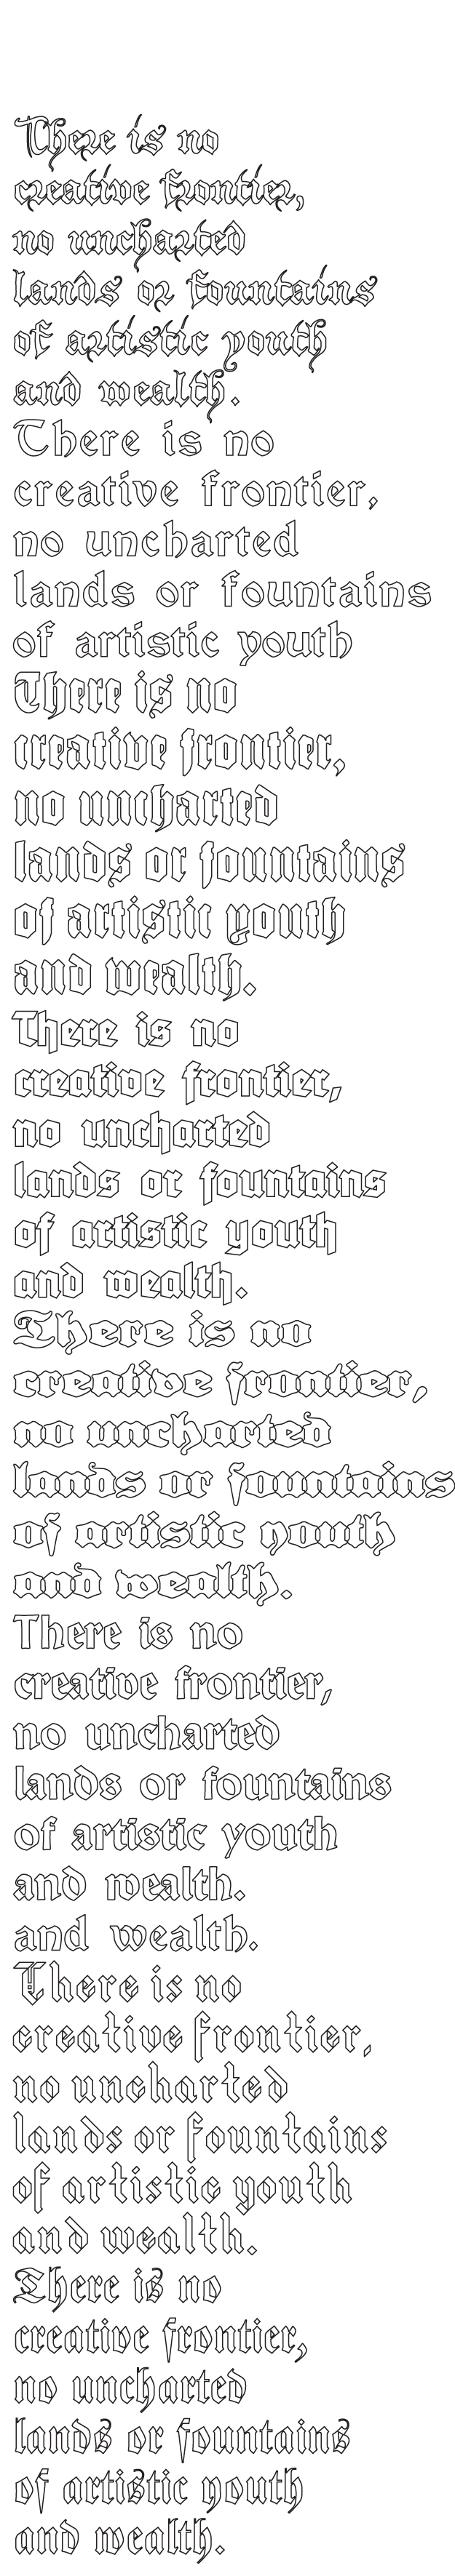 There is no
creative frontier,
no uncharted
lands or fountains
of artistic youth
and wealth.
There is no
creative frontier,
no uncharted
lands or fountains
of artistic youth
There is no
creative frontier,
no uncharted
lands or fountains
of artistic youth
and wealth.
There is no
creative frontier,
no uncharted
lands or fountains
of artistic youth
and wealth.
There is no
creative frontier,
no uncharted
lands or fountains
of artistic youth
and wealth.
There is no
creative frontier,
no uncharted
lands or fountains
of artistic youth
and wealth.
and wealth.
There is no
creative frontier,
no uncharted
lands or fountains
of artistic youth
and wealth.
There is no
creative frontier,
no uncharted
lands or fountains
of artistic youth
and wealth.